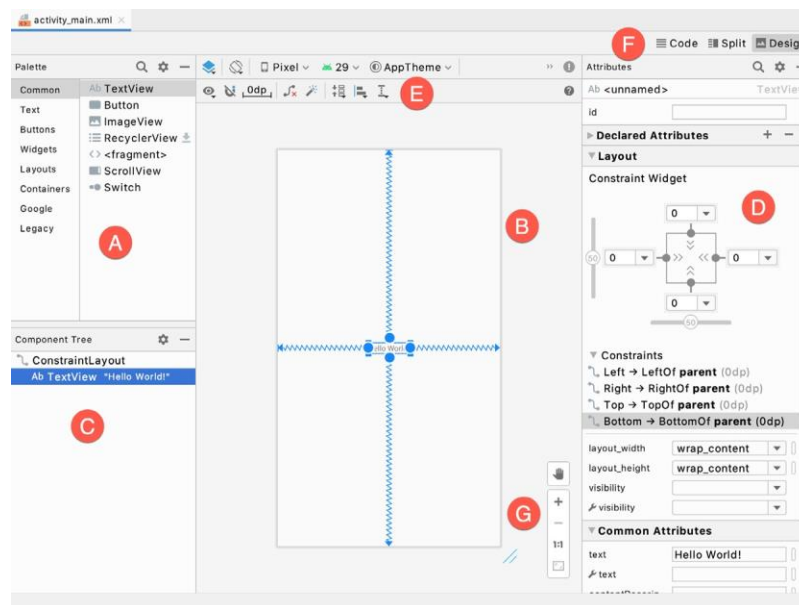 activity_main.xml
F
Code Split Desig
Palette
Pixel 29 AppTheme
Attributes
Common
Text
Buttons
Widgets
Layouts
Containers
Google
Legacy
Ab TextView
Button
ImageView
RecyclerView
<> <fragment>
ScrollView
Switch
A
0dp
E
B
Ab <unnamed> TextVie
id
Declared Attributes + −
Layout
Constraint Widget
D
0
50 0 0
0
50
Component Tree
ConstraintLayout
Ab TextView "Hello World!"
C
ello Worl
Constraints
Left → LeftOf parent (0dp)
Right → RightOf parent (0dp)
Top → TopOf parent (0dp)
Bottom → BottomOf parent (0dp)
layout_width wrap_content
layout_height wrap_content
visibility
visibility
G
+
−
1:1
Common Attributes
text Hello World!
text